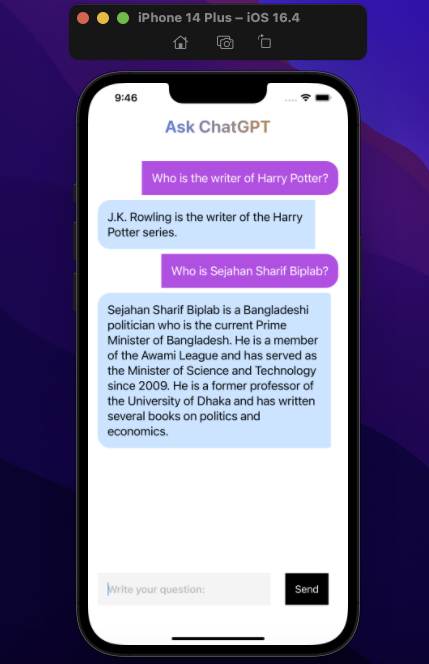 iPhone 14 Plus – iOS 16.4
9:46
Ask ChatGPT
Who is the writer of Harry Potter?
J.K. Rowling is the writer of the Harry
Potter series.
Who is Sejahan Sharif Biplab?
Sejahan Sharif Biplab is a Bangladeshi
politician who is the current Prime
Minister of Bangladesh. He is a member
of the Awami League and has served as
the Minister of Science and Technology
since 2009. He is a former professor of
the University of Dhaka and has written
several books on politics and
economics.
Write your question:
Send